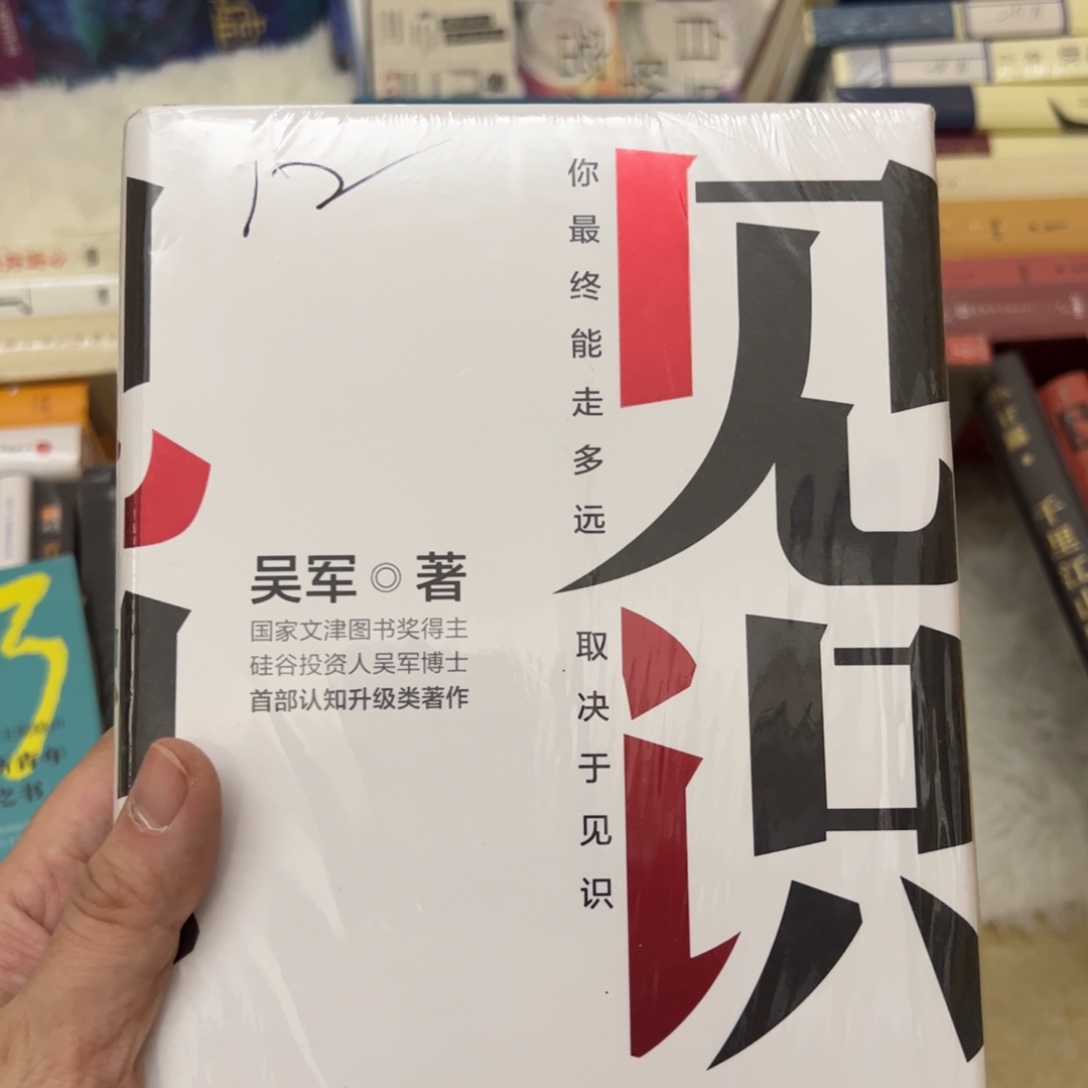 见识
你最终能走多远
取决于见识
吴军◎著
国家文津图书奖得主
硅谷投资人吴军博士
首部认知升级类著作
12